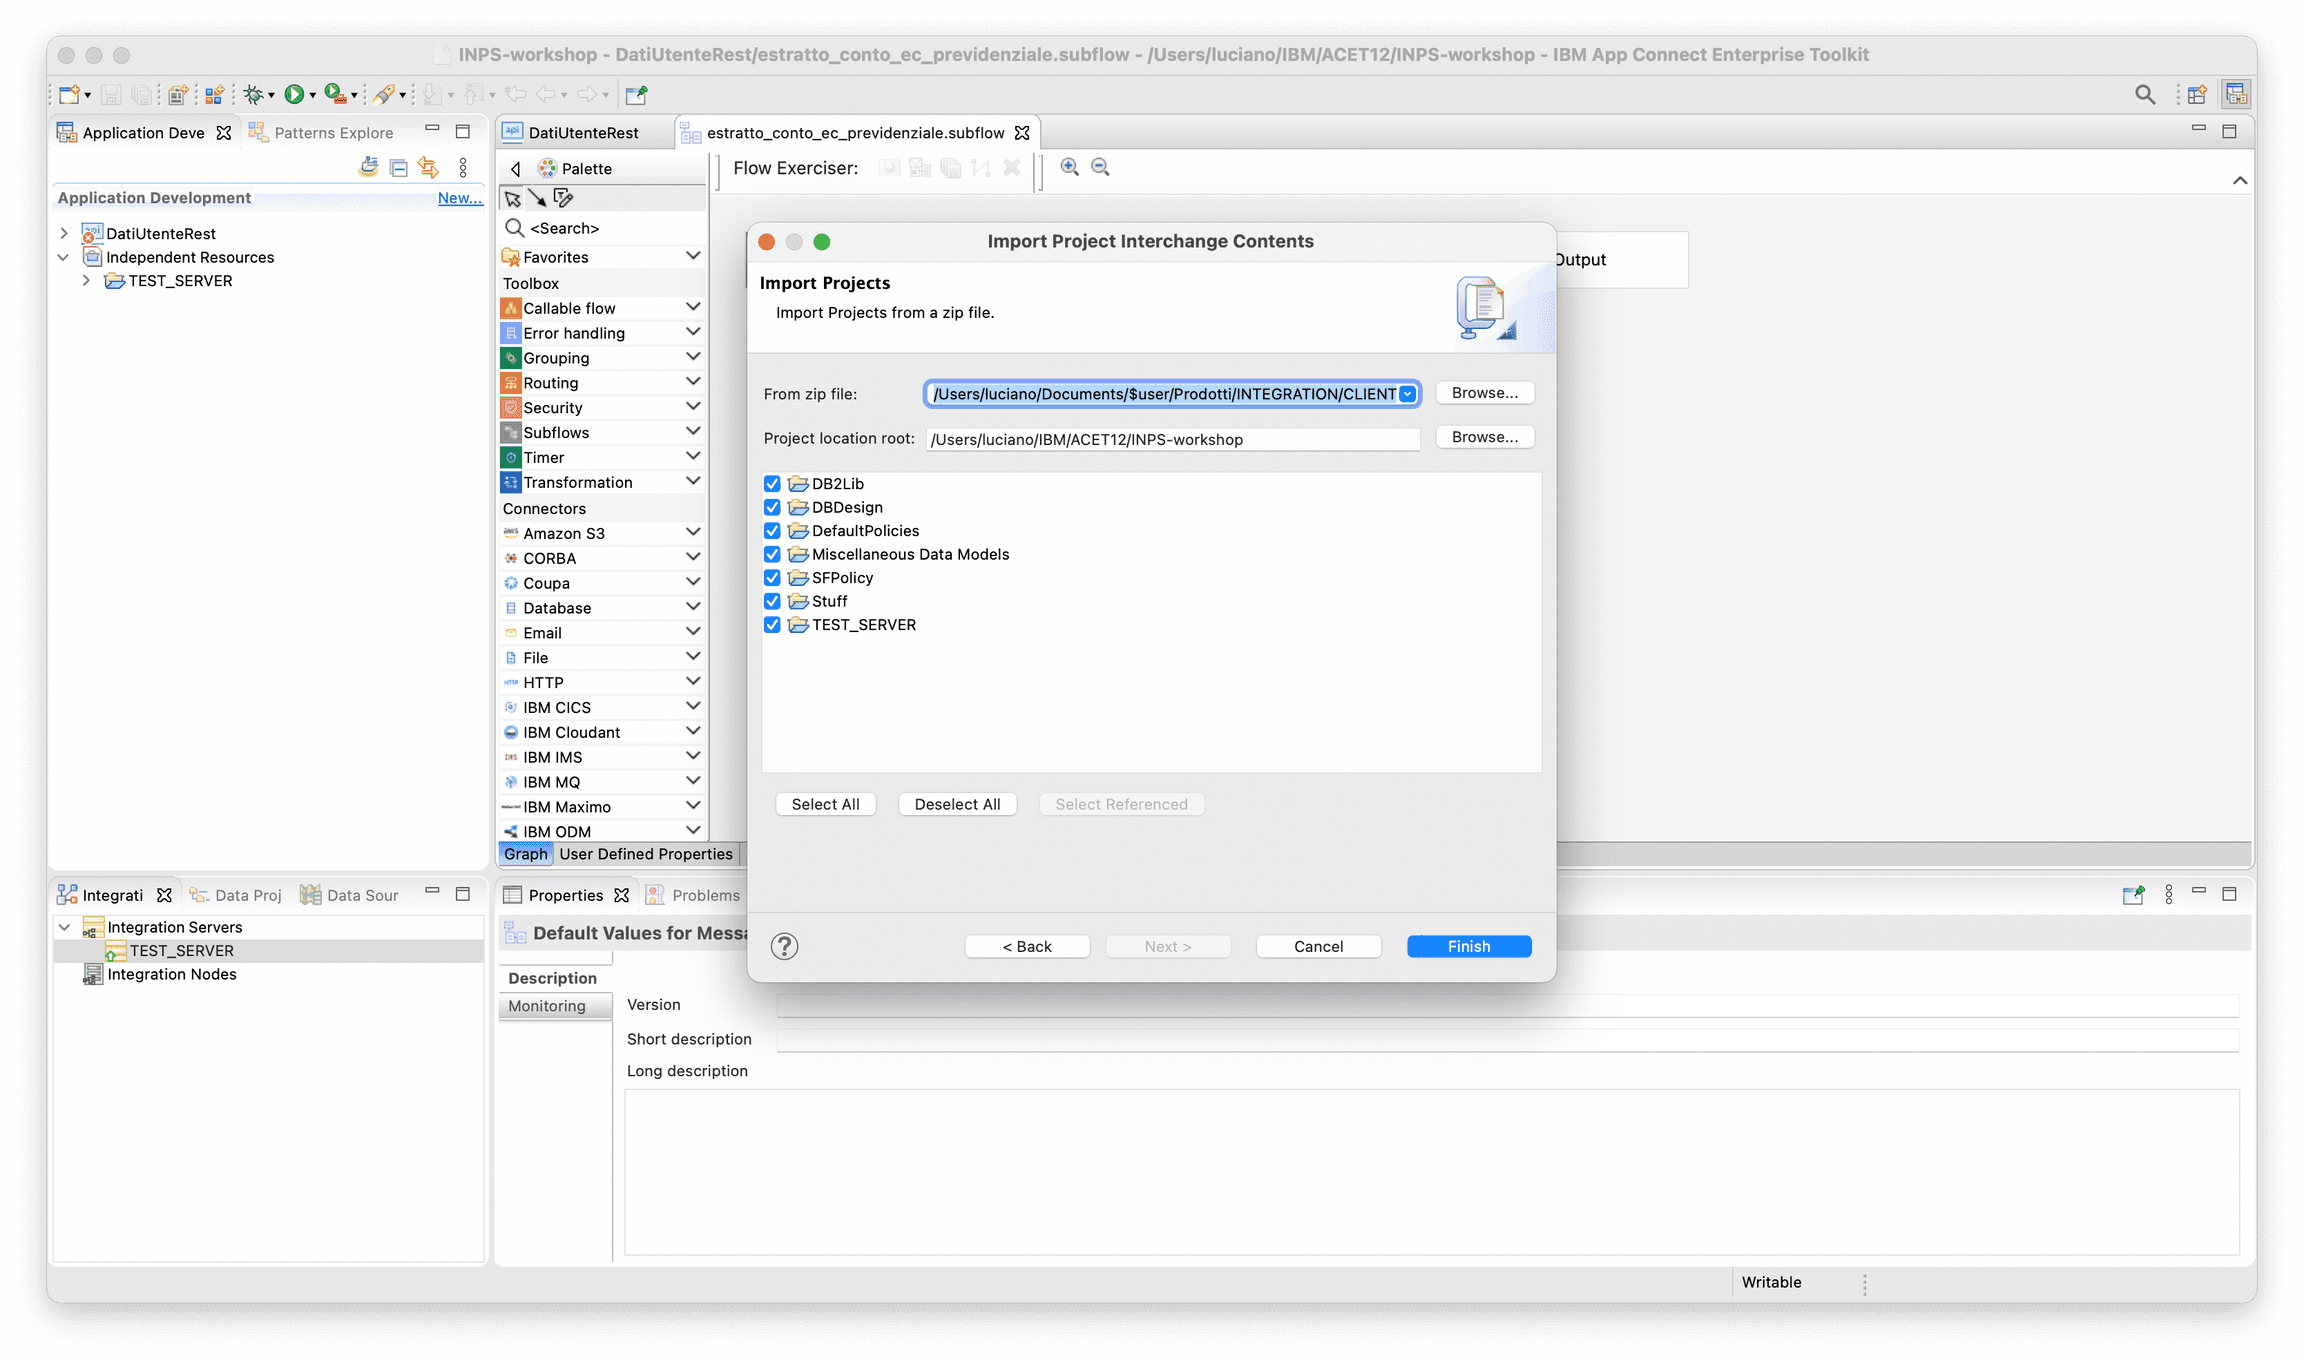 INPS-workshop - DatiUtenteRest/estratto_conto_ec_previdenziale.subflow - /Users/luciano/IBM/ACET12/INPS-workshop - IBM App Connect Enterprise Toolkit
Application Deve
Patterns Explore
Application Development
New...
DatiUtenteRest
Independent Resources
TEST_SERVER
DatiUtenteRest
estratto_conto_ec_previdenziale.subflow
Palette
Flow Exerciser:
<Search>
Favorites
Toolbox
Callable flow
Error handling
Grouping
Routing
Security
Subflows
Timer
Transformation
Connectors
Amazon S3
CORBA
Coupa
Database
Email
File
HTTP
IBM CICS
IBM Cloudant
IBM IMS
IBM MQ
IBM Maximo
IBM ODM
Graph
User Defined Properties
Output
Import Project Interchange Contents
Import Projects
Import Projects from a zip file.
From zip file:
/Users/luciano/Documents/$user/Prodotti/INTEGRATION/CLIENT
Browse...
Project location root:
/Users/luciano/IBM/ACET12/INPS-workshop
Browse...
DB2Lib
DBDesign
DefaultPolicies
Miscellaneous Data Models
SFPolicy
Stuff
TEST_SERVER
Select All
Deselect All
Select Referenced
?
< Back
Next >
Cancel
Finish
Integrati
Data Proj
Data Sour
Integration Servers
TEST_SERVER
Integration Nodes
Properties
Problems
Default Values for Messa
Description
Monitoring
Version
Short description
Long description
Writable